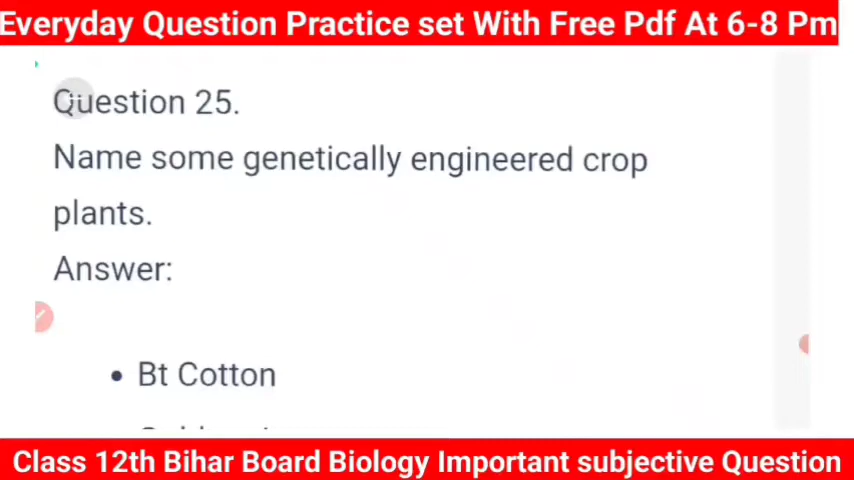 Everyday Question Practice set With Free Pdf At 6-8 Pm
Question 25.
Name some genetically engineered crop
plants.
Answer:
• Bt Cotton
Class 12th Bihar Board Biology Important subjective Question